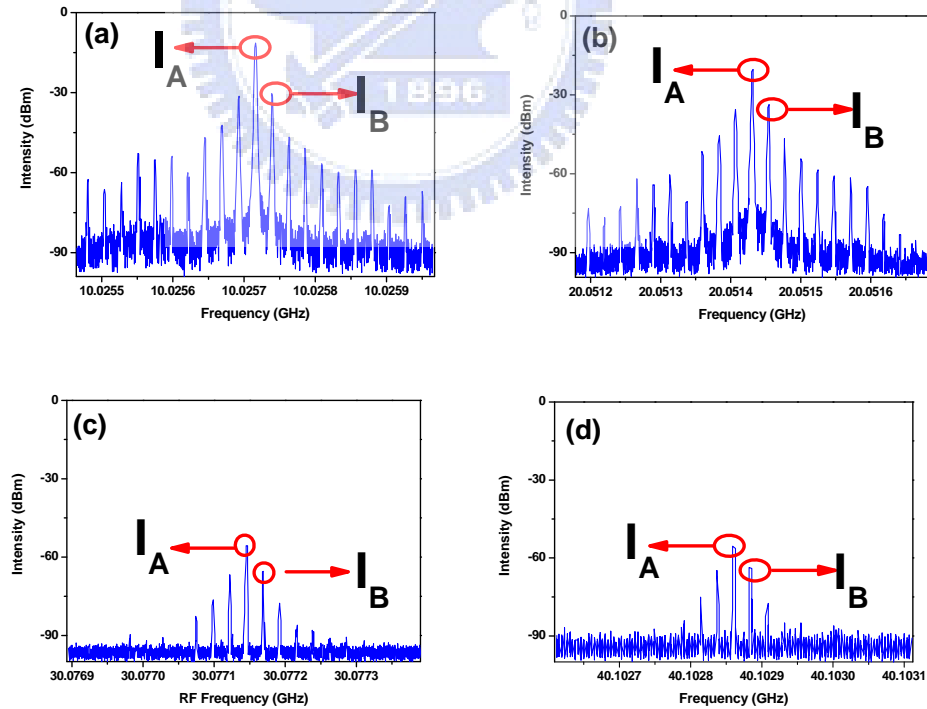 (a)
I A
I B
0
-30
-60
-90
Intensity (dBm)
10.0255 10.0256 10.0257 10.0258 10.0259
Frequency (GHz)
(b)
I A
I B
0
-30
-60
-90
Intensity (dBm)
20.0512 20.0513 20.0514 20.0515 20.0516
Frequency (GHz)
1896
(c)
I A
I B
0
-30
-60
-90
Intensity (dBm)
30.0769 30.0770 30.0771 30.0772 30.0773
RF Frequency (GHz)
(d)
I A
I B
0
-30
-60
-90
Intensity (dBm)
40.1027 40.1028 40.1029 40.1030 40.1031
Frequency (GHz)